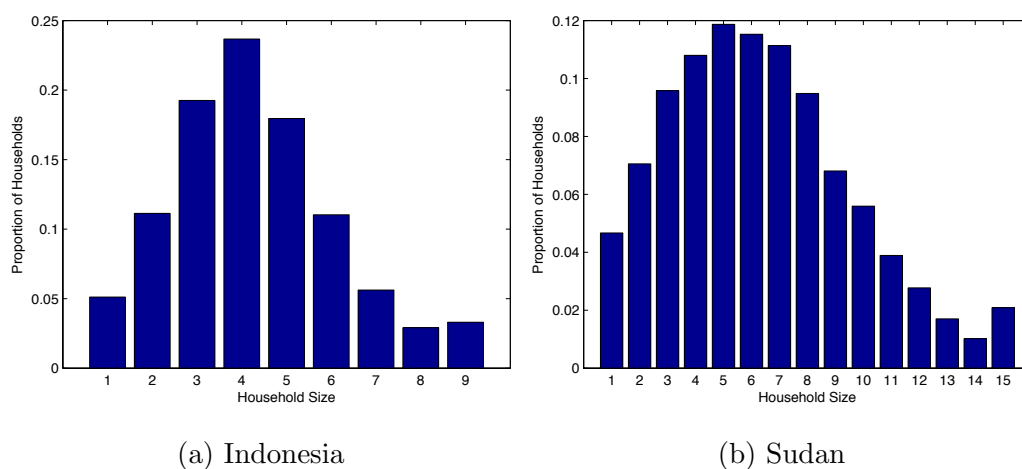 0.25
0.2
0.15
0.1
0.05
0
Proportion of Households
1 2 3 4 5 6 7 8 9
Household Size
(a) Indonesia
0.12
0.1
0.08
0.06
0.04
0.02
0
Proportion of Households
1 2 3 4 5 6 7 8 9 10 11 12 13 14 15
Household Size
(b) Sudan